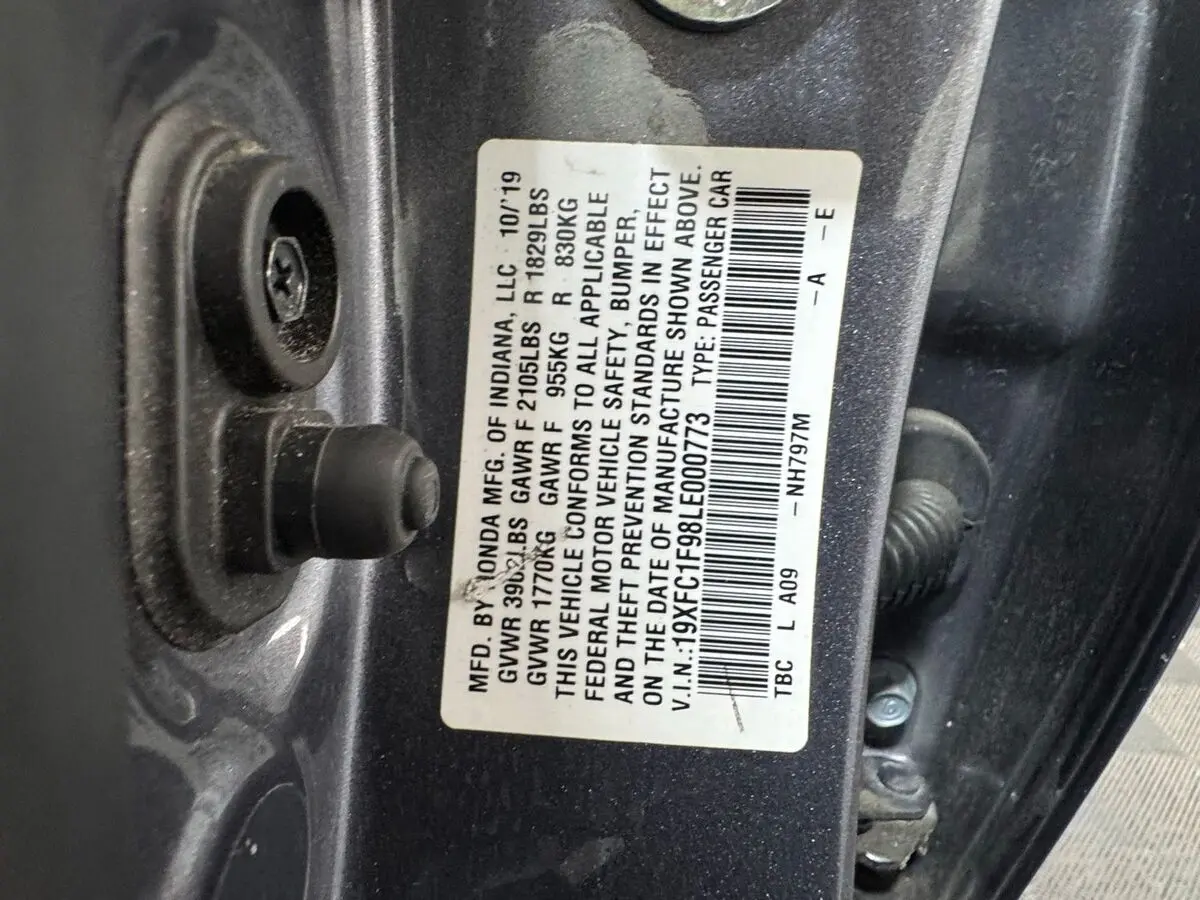 MFD. BY HONDA MFG. OF INDIANA, LLC 10/'19
GVWR 3902LBS GAWR F 2105LBS R 1829LBS
GVWR 1770KG GAWR F 955KG R 830KG
THIS VEHICLE CONFORMS TO ALL APPLICABLE
FEDERAL MOTOR VEHICLE SAFETY, BUMPER,
AND THEFT PREVENTION STANDARDS IN EFFECT
ON THE DATE OF MANUFACTURE SHOWN ABOVE.
V.I.N.:19XFC1F98LE000773 TYPE: PASSENGER CAR
TBC L A09 -NH797M -A -E